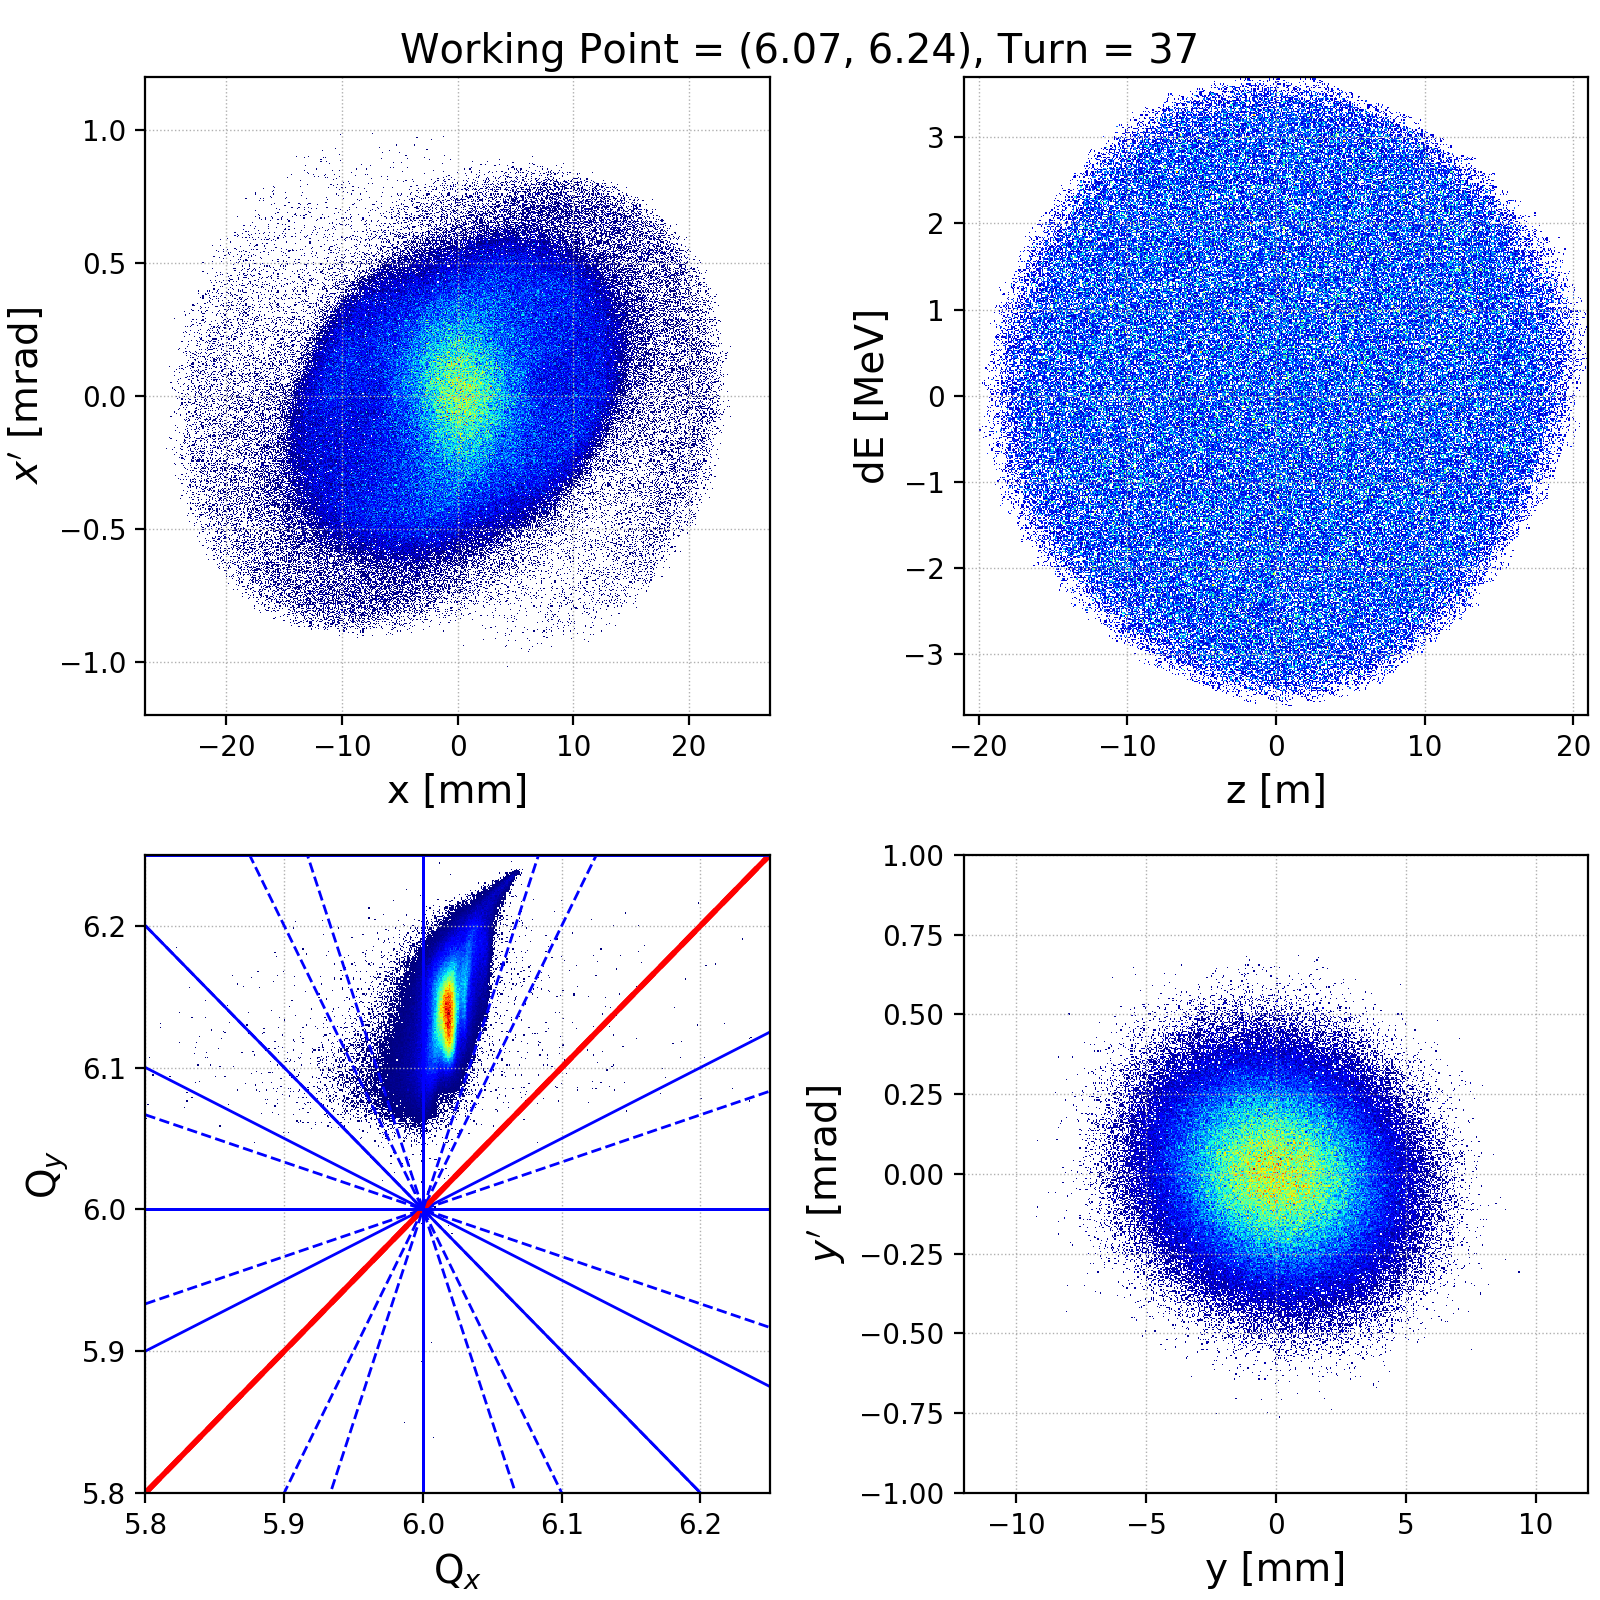 Working Point = (6.07, 6.24), Turn = 37
1.0
0.5
0.0
−0.5
−1.0
x′ [mrad]
−20 −10 0 10 20
x [mm]
3
2
1
0
−1
−2
−3
dE [MeV]
−20 −10 0 10 20
z [m]
6.2
6.1
6.0
5.9
5.8
Qy
5.8 5.9 6.0 6.1 6.2
Qx
1.00
0.75
0.50
0.25
0.00
−0.25
−0.50
−0.75
−1.00
y′ [mrad]
−10 −5 0 5 10
y [mm]